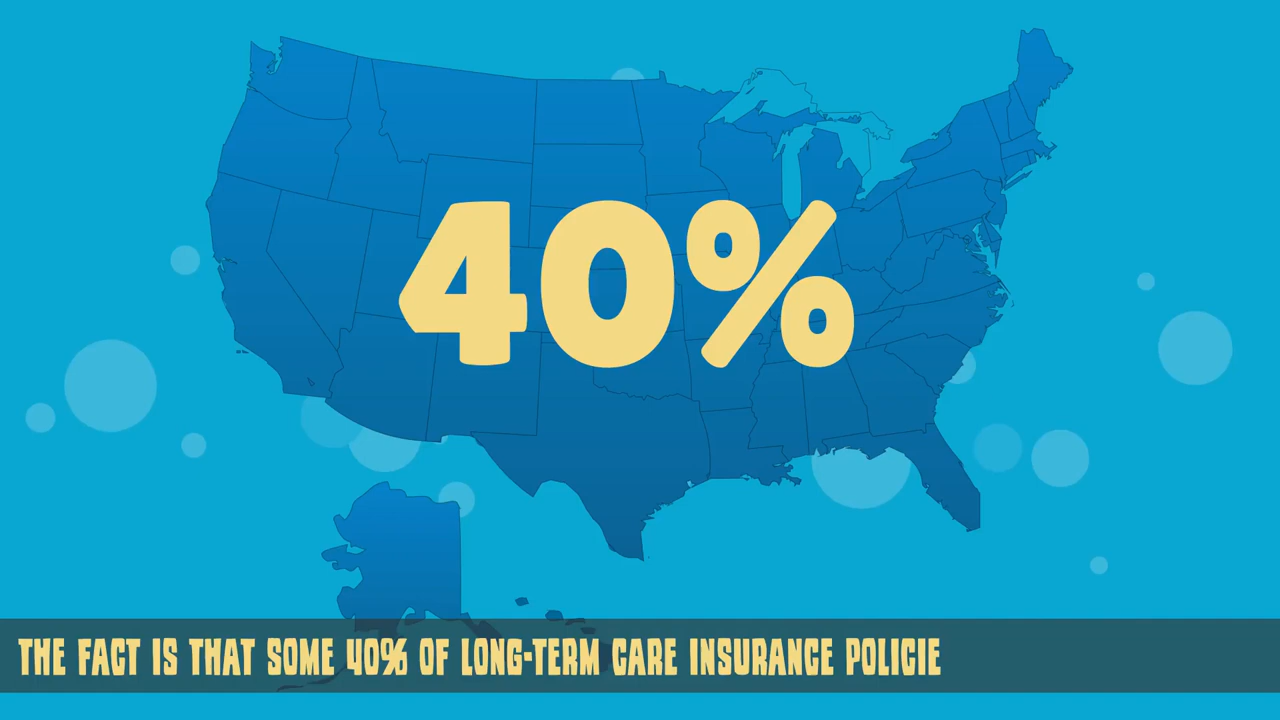 40%
THE FACT IS THAT SOME 40% OF LONG-TERM CARE INSURANCE POLICIE